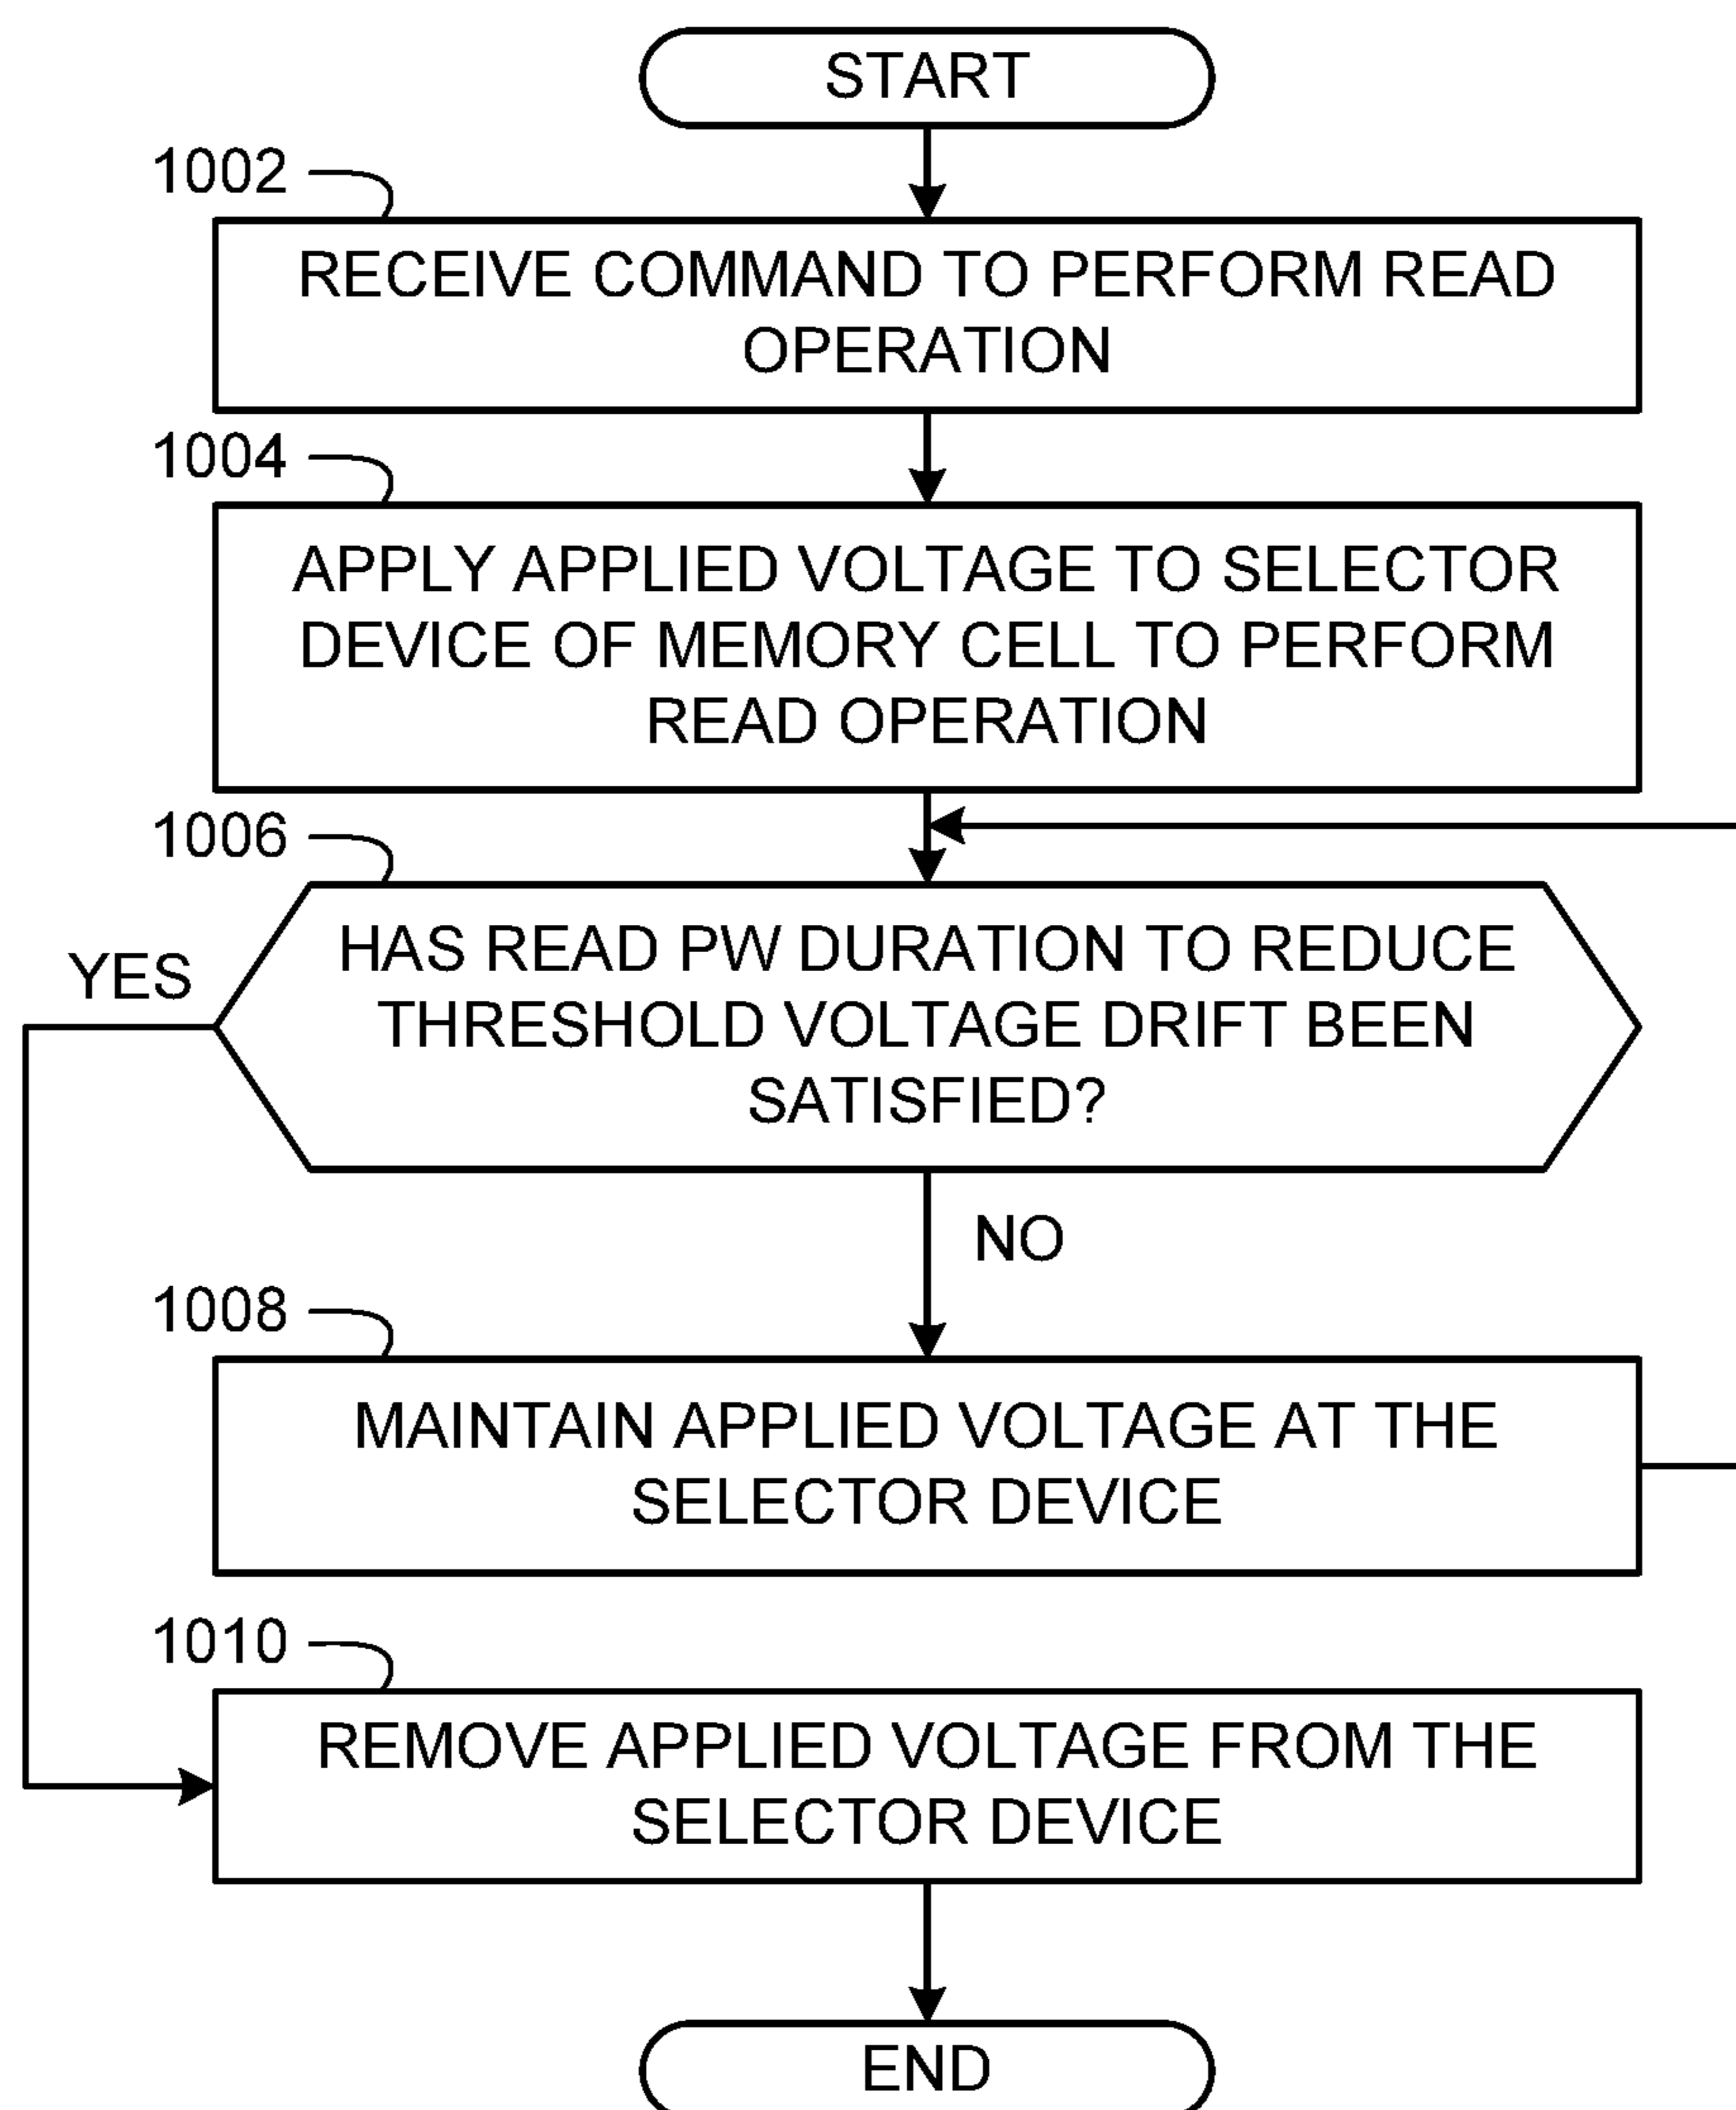 START
1002
RECEIVE COMMAND TO PERFORM READ
OPERATION
1004
APPLY APPLIED VOLTAGE TO SELECTOR
DEVICE OF MEMORY CELL TO PERFORM
READ OPERATION
1006
HAS READ PW DURATION TO REDUCE
THRESHOLD VOLTAGE DRIFT BEEN
SATISFIED?
YES
NO
1008
MAINTAIN APPLIED VOLTAGE AT THE
SELECTOR DEVICE
1010
REMOVE APPLIED VOLTAGE FROM THE
SELECTOR DEVICE
END